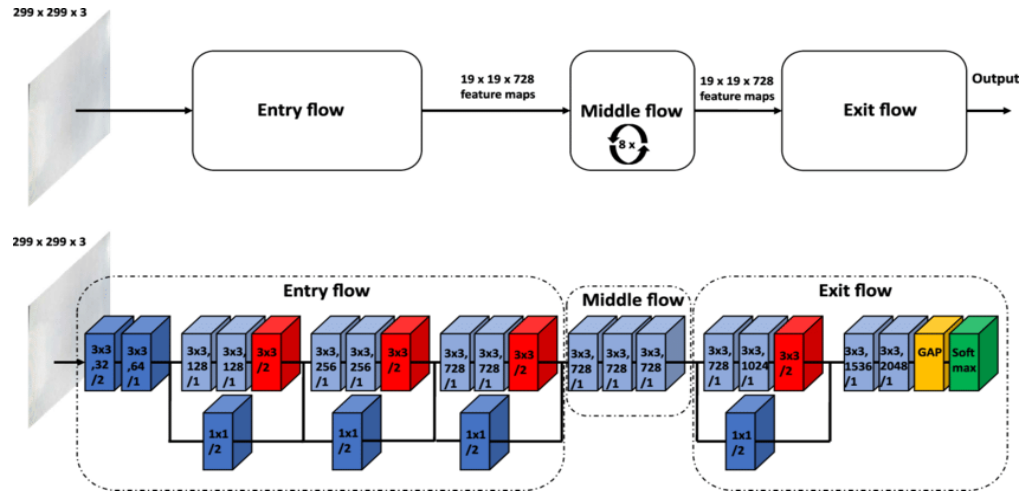 299 x 299 x 3
Entry flow
19 x 19 x 728
feature maps
Middle flow
8 x
19 x 19 x 728
feature maps
Exit flow
Output
299 x 299 x 3
Entry flow
3x3
,32
/2
3x3
,64
/1
3x3,
128
/1
3x3,
128
/1
3x3
/2
3x3,
256
/1
3x3,
256
/1
3x3
/2
3x3,
728
/1
3x3,
728
/1
3x3
/2
1x1
/2
1x1
/2
1x1
/2
Middle flow
3x3,
728
/1
3x3,
728
/1
3x3,
728
/1
Exit flow
3x3,
728
/1
3x3,
1024
/1
3x3
/2
1x1
/2
3x3,
1536
/1
3x3,
2048
/1
GAP
Soft
max